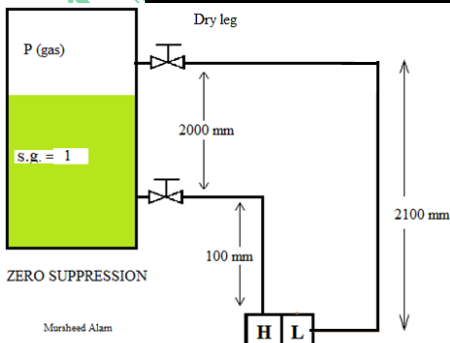 Dry leg
P (gas)
2000 mm
s.g. = 1
2100 mm
100 mm
ZERO SUPPRESSION
Mursheed Alam
H L